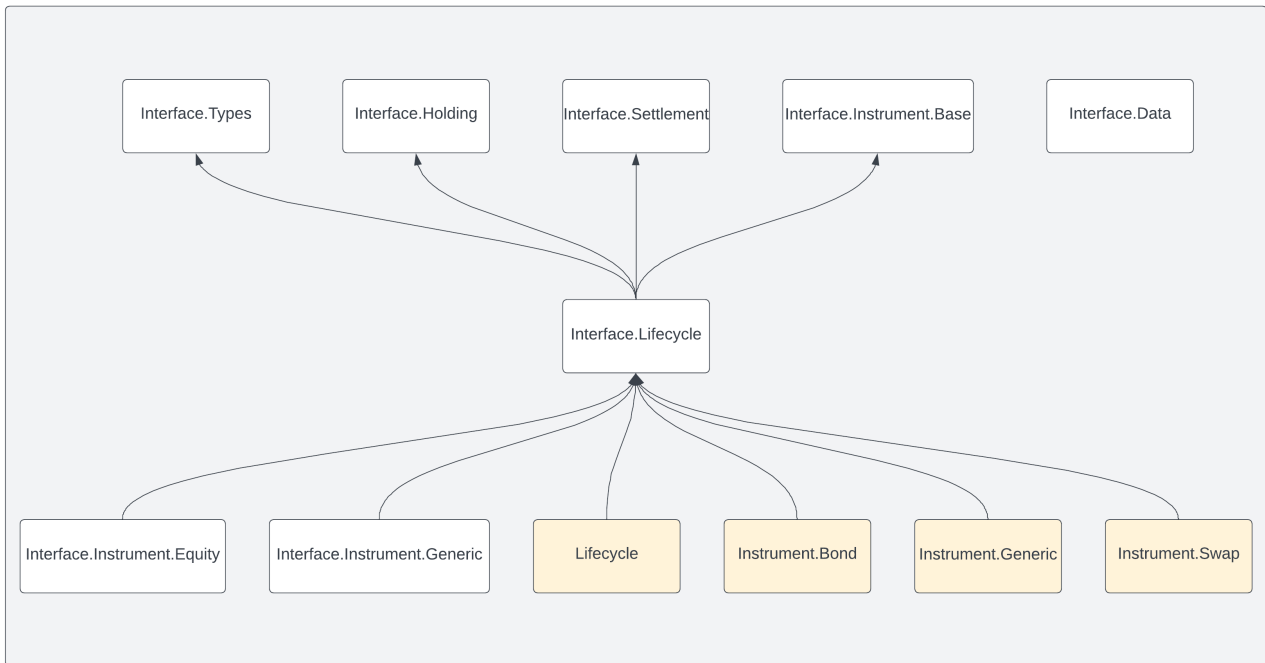 Interface.Types
Interface.Holding
Interface.Settlement
Interface.Instrument.Base
Interface.Data
Interface.Lifecycle
Interface.Instrument.Equity
Interface.Instrument.Generic
Lifecycle
Instrument.Bond
Instrument.Generic
Instrument.Swap